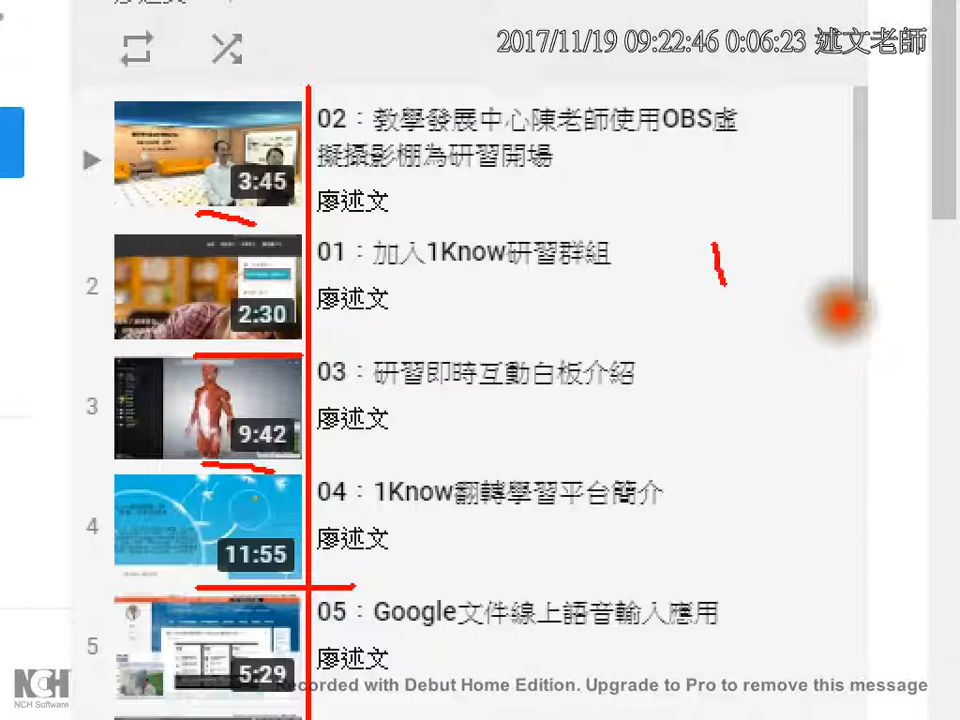 2017/11/19 09:22:46 0:06:23 述文老師
02：教學發展中心陳老師使用OBS虛
擬攝影棚為研習開場
3:45
廖述文
2
01：加入1Know研習群組
2:30
廖述文
3
03：研習即時互動白板介紹
9:42
廖述文
4
04：1Know翻轉學習平台簡介
11:55
廖述文
5
05：Google文件線上語音輸入應用
5:29
廖述文
NCH
NCH Software
Recorded with Debut Home Edition. Upgrade to Pro to remove this message